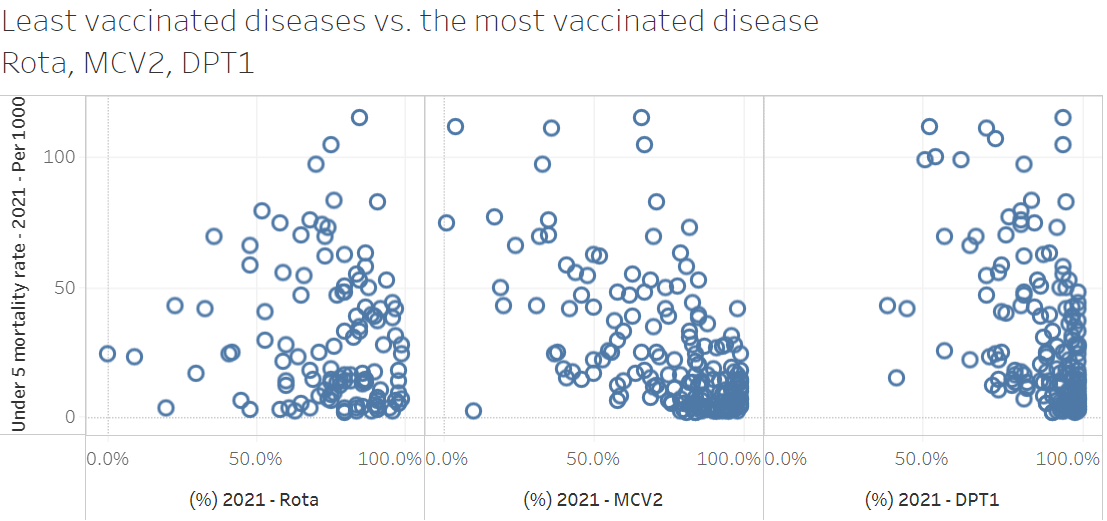 Least vaccinated diseases vs. the most vaccinated disease
Rota, MCV2, DPT1
Under 5 mortality rate - 2021 - Per 1000
100
50
0
0.0% 50.0% 100.0% 0.0% 50.0% 100.0% 0.0% 50.0% 100.0%
(%) 2021 - Rota (%) 2021 - MCV2 (%) 2021 - DPT1